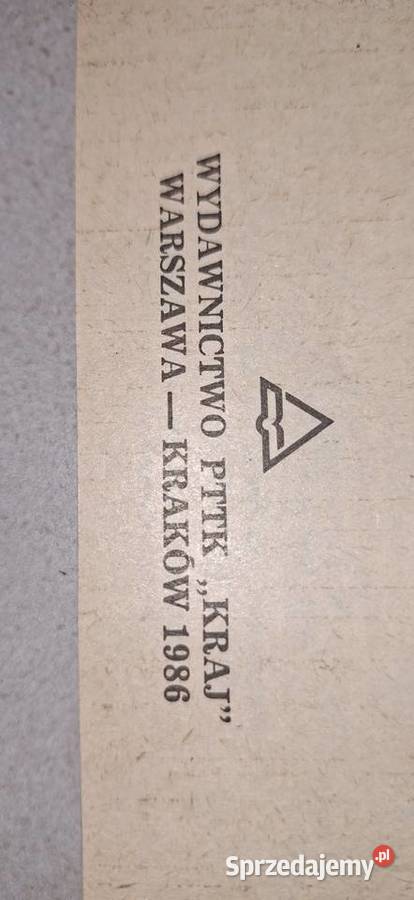 WYDAWNICTWO PTTK „KRAJ”
WARSZAWA — KRAKÓW 1986
Sprzedajemy.pl